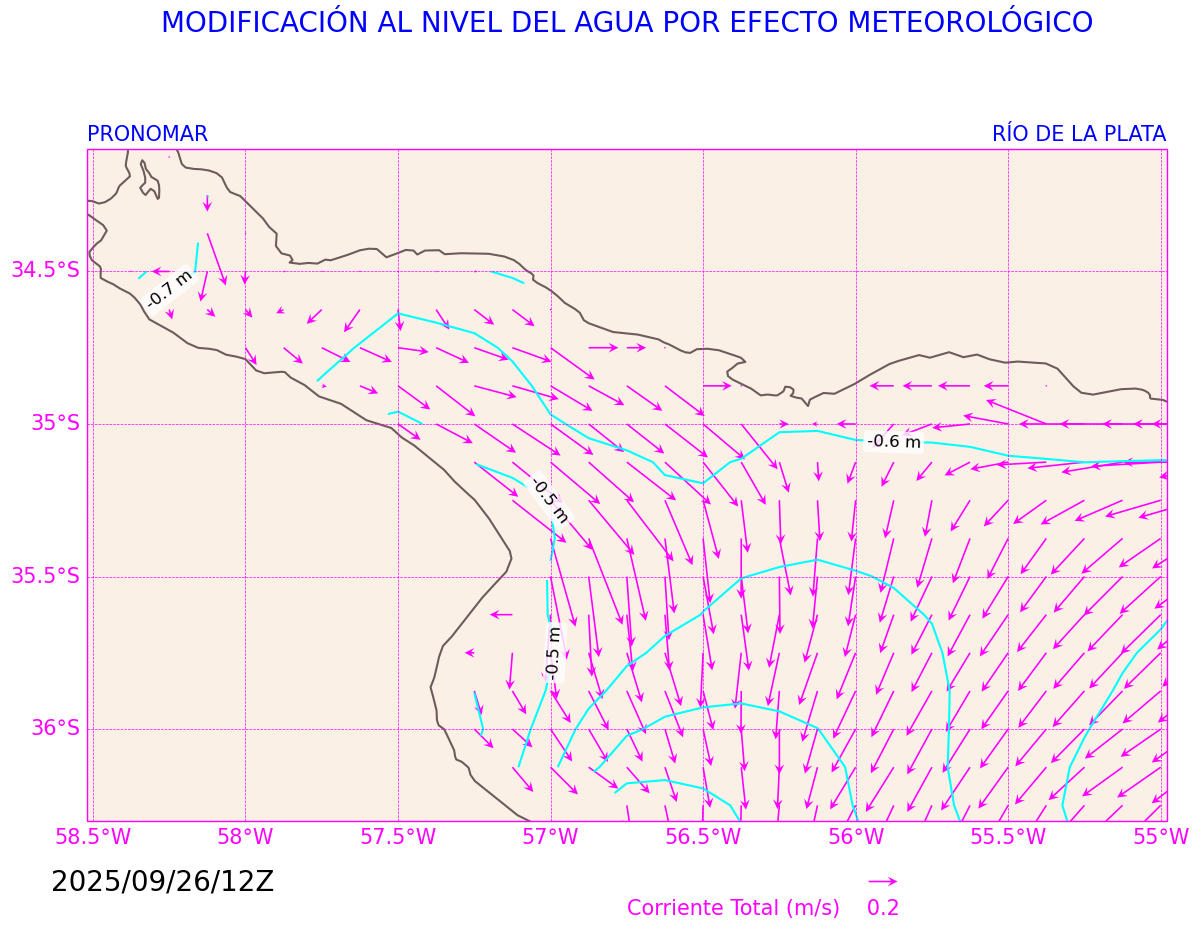 MODIFICACIÓN AL NIVEL DEL AGUA POR EFECTO METEOROLÓGICO
PRONOMAR RÍO DE LA PLATA
34.5°S
-0.7 m
35°S
-0.6 m
-0.5 m
35.5°S
-0.5 m
36°S
58.5°W 58°W 57.5°W 57°W 56.5°W 56°W 55.5°W 55°W
2025/09/26/12Z
Corriente Total (m/s) 0.2